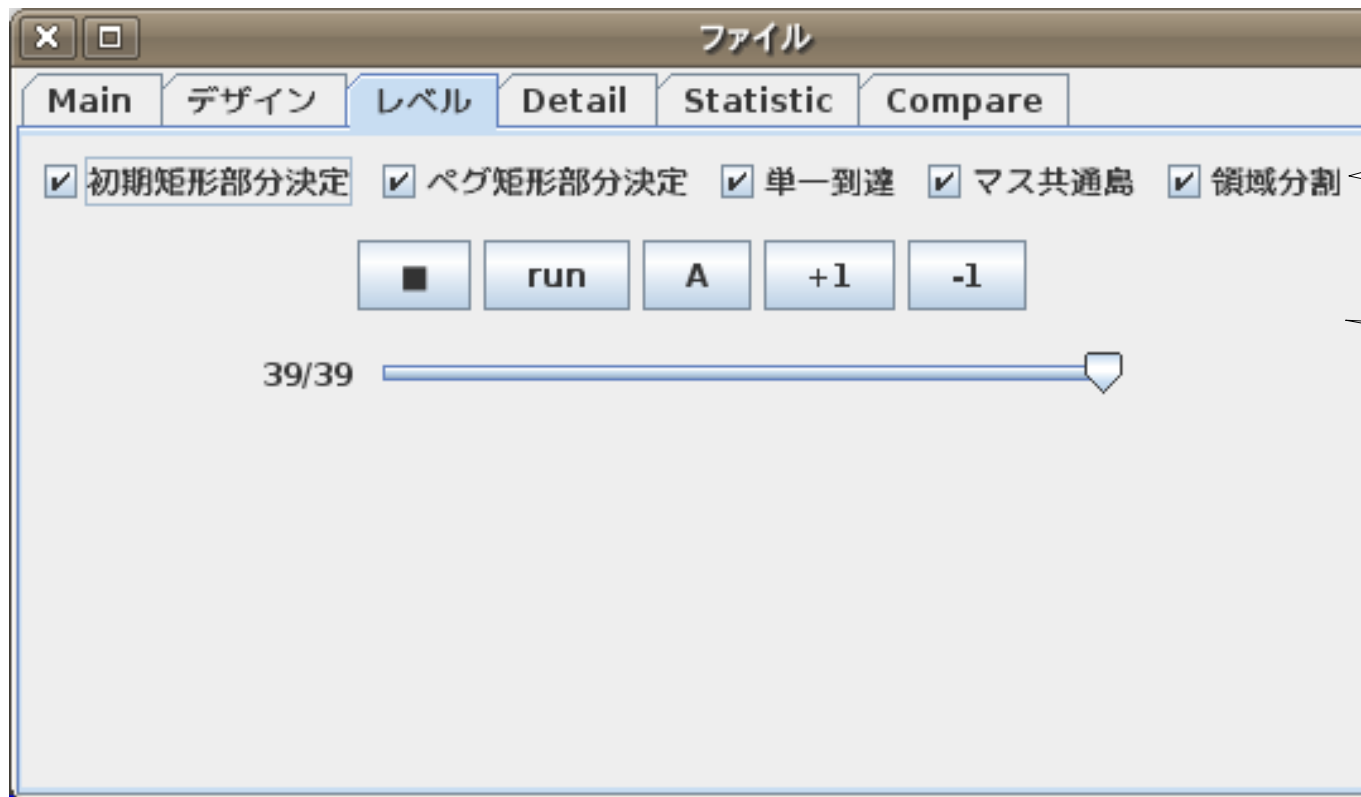 ファイル
Main デザイン レベル Detail Statistic Compare
初期矩形部分決定 ペグ矩形部分決定 単一到達 マス共通島 領域分割
■ run A +1 -1
39/39